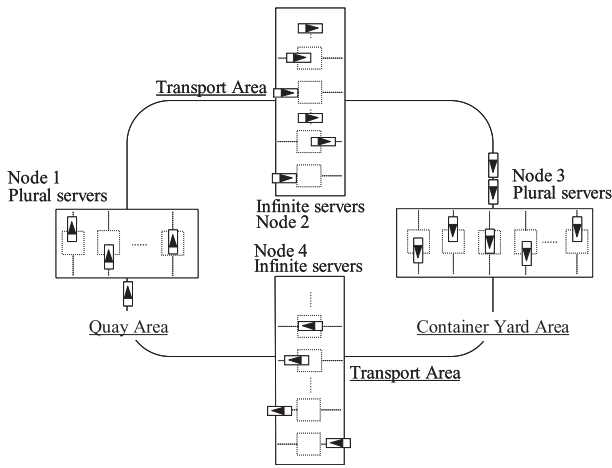 Transport Area
Node 1
Plural servers
Infinite servers
Node 2
Node 3
Plural servers
Node 4
Infinite servers
Quay Area
Container Yard Area
Transport Area